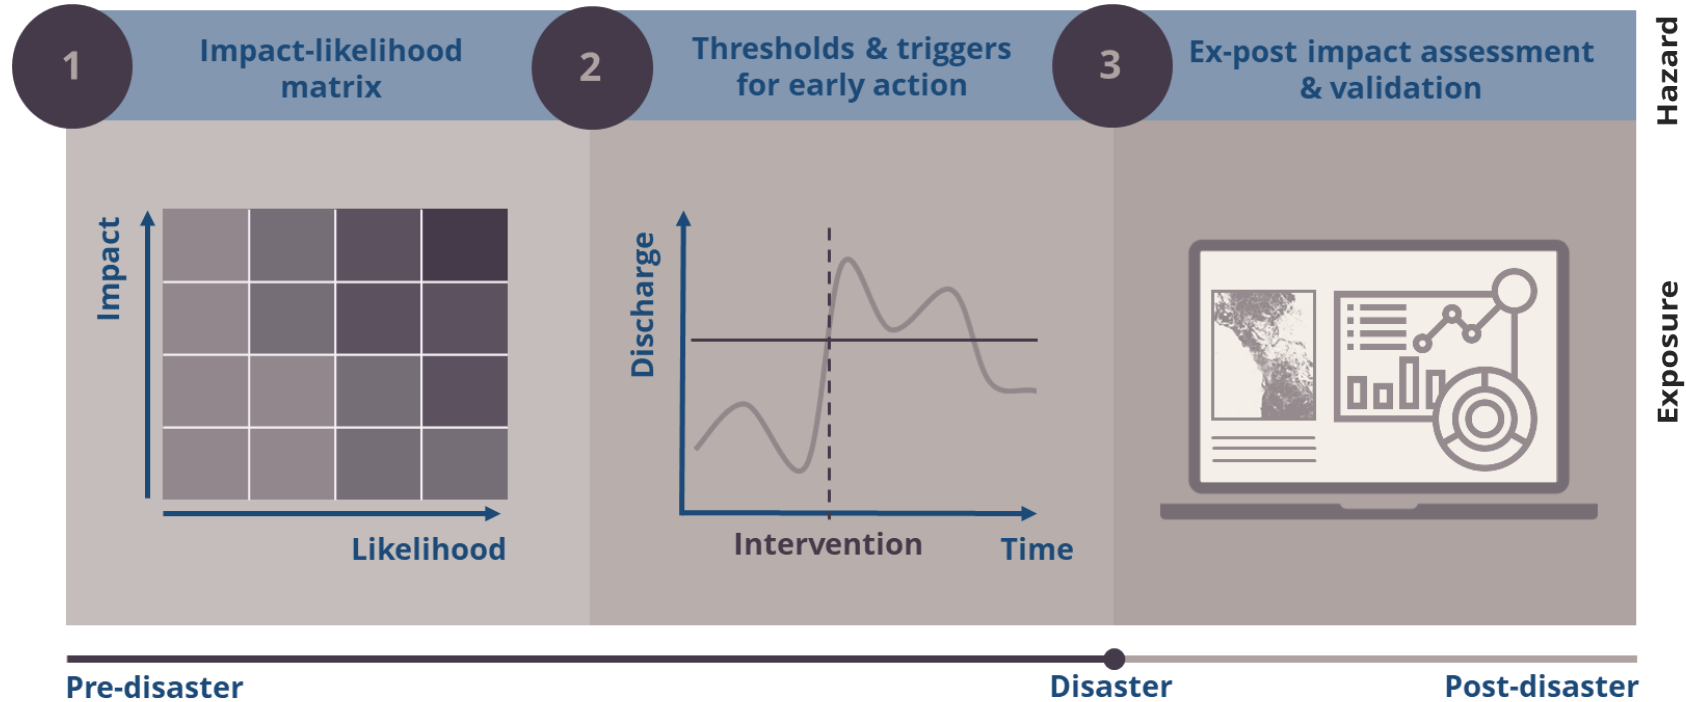 1
Impact-likelihood
matrix
2
Thresholds & triggers
for early action
3
Ex-post impact assessment
& validation
Hazard
Impact
Likelihood
Discharge
Intervention
Time
Exposure
Pre-disaster
Disaster
Post-disaster